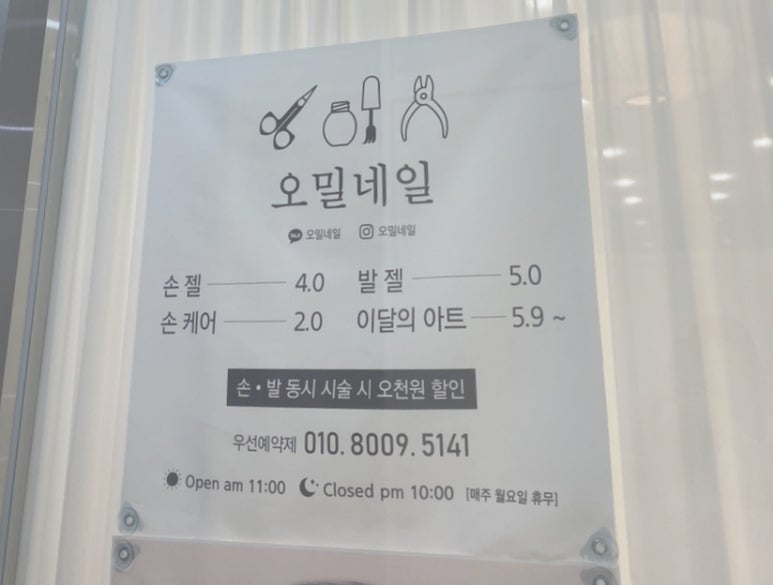 오밀네일
오밀네일 오밀네일
손 젤 4.0 발 젤 5.0
손 케어 2.0 이달의 아트 5.9 ~
손 • 발 동시 시술 시 오천원 할인
우선예약제 010. 8009. 5141
Open am 11:00 Closed pm 10:00 [매주 월요일 휴무]